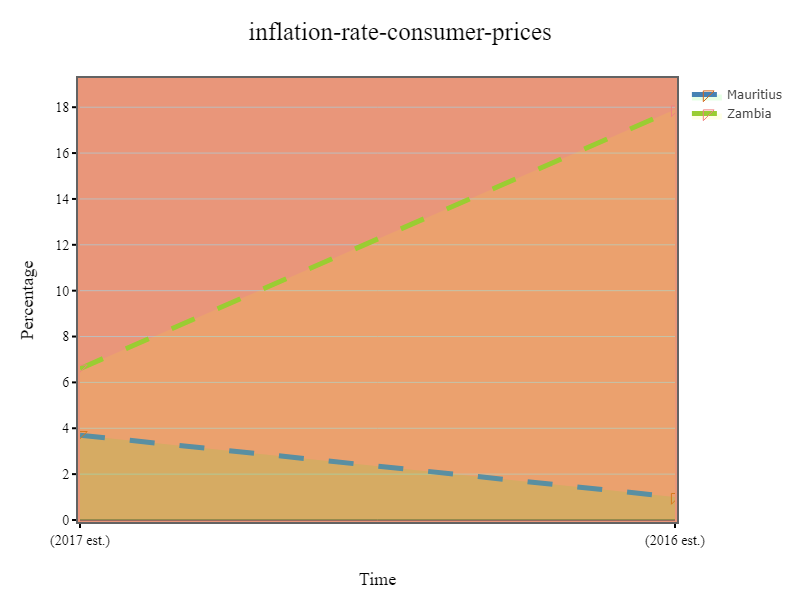 inflation-rate-consumer-prices
Mauritius
Zambia
Percentage
18
16
14
12
10
8
6
4
2
0
(2017 est.)
(2016 est.)
Time